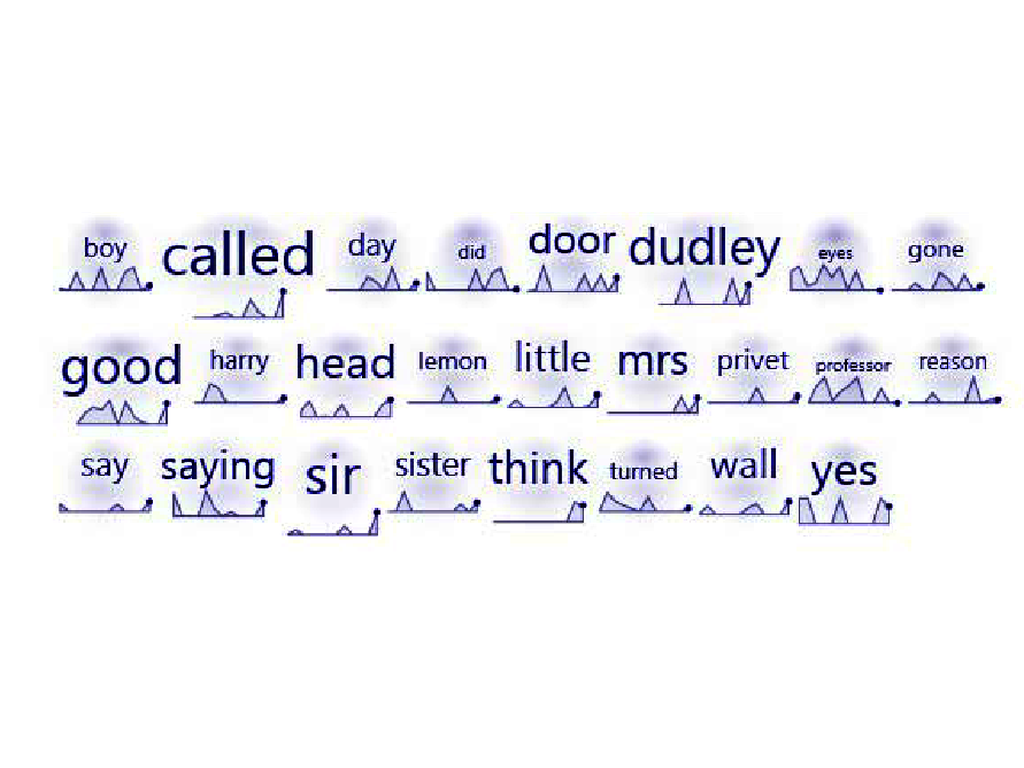 boy called day did door dudley eyes gone
good harry head lemon little mrs privet professor reason
say saying sir sister think turned wall yes